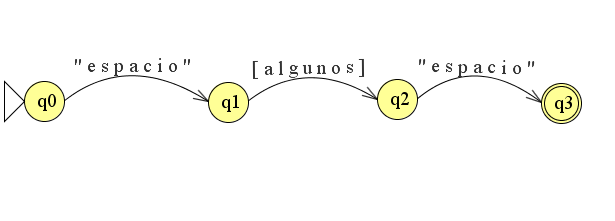 "espacio" [algunos] "espacio"
q0 q1 q2 q3